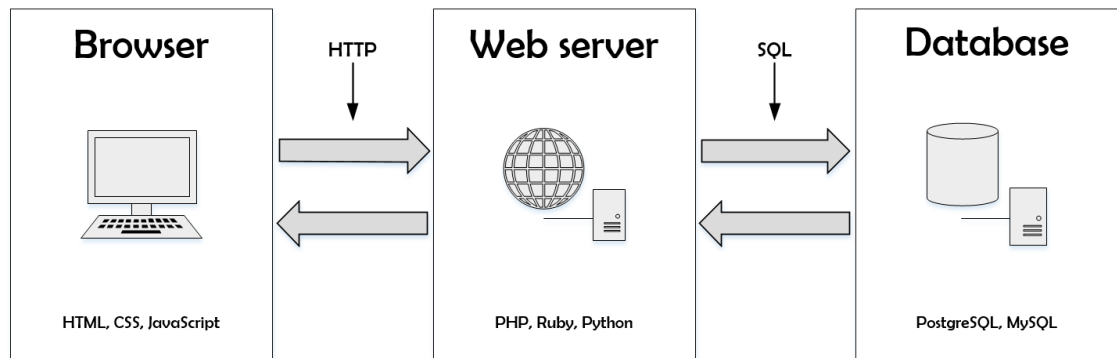 Browser
HTTP
Web server
SQL
Database
HTML, CSS, JavaScript
PHP, Ruby, Python
PostgreSQL, MySQL